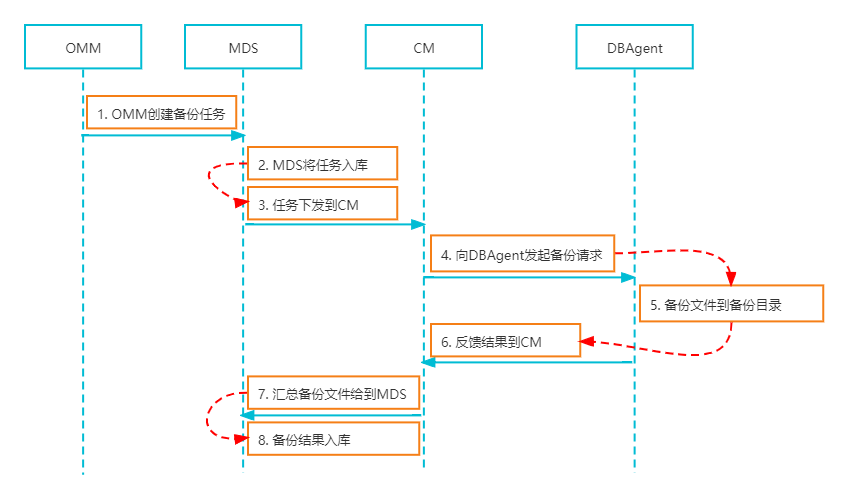 OMM
MDS
CM
DBAgent
1. OMM创建备份任务
2. MDS将任务入库
3. 任务下发到CM
4. 向DBAgent发起备份请求
5. 备份文件到备份目录
6. 反馈结果到CM
7. 汇总备份文件给到MDS
8. 备份结果入库